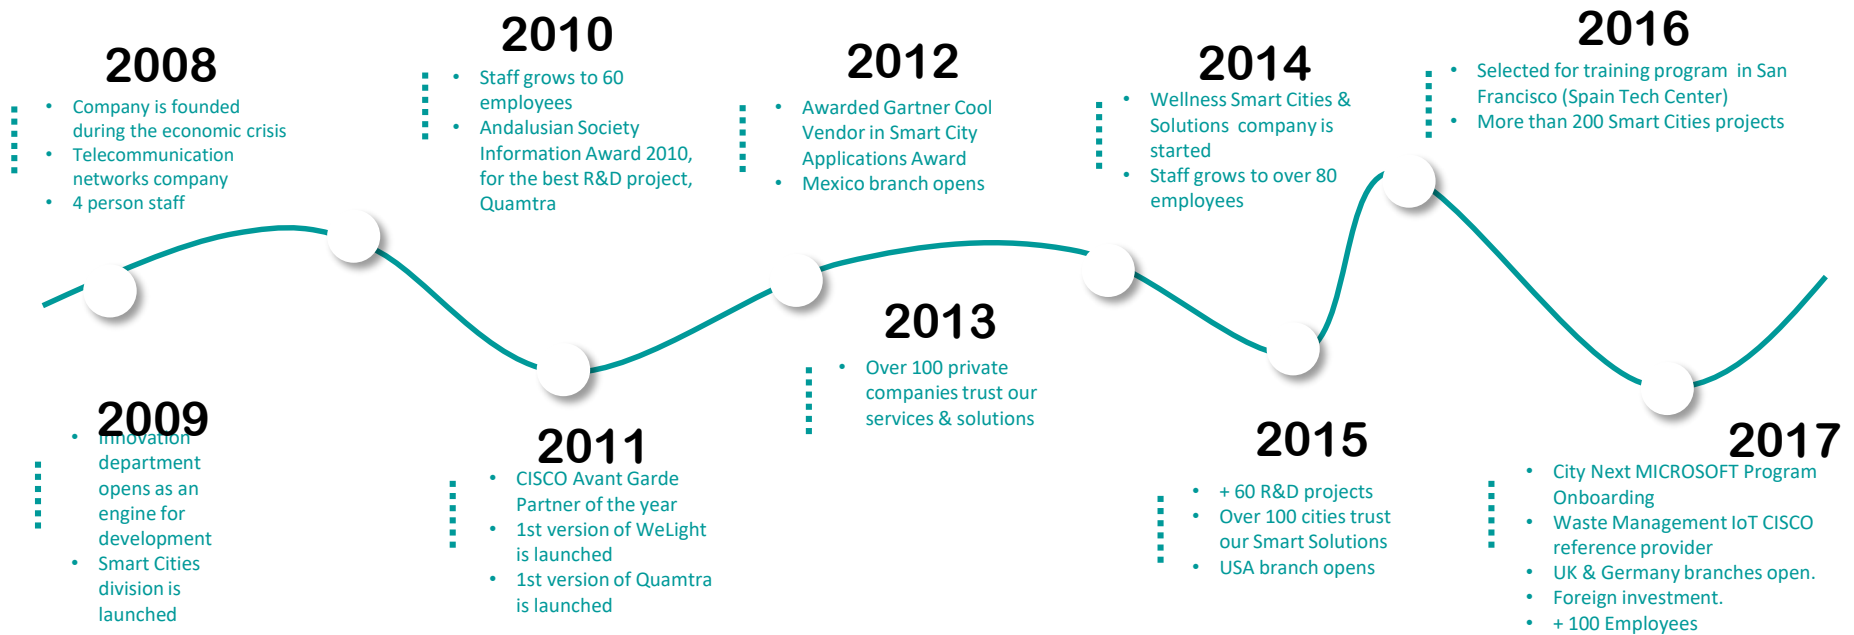 2008
• Company is founded
during the economic crisis
• Telecommunication
networks company
• 4 person staff
2009
• Innovation
department
opens as an
engine for
development
• Smart Cities
division is
launched
2010
• Staff grows to 60
employees
• Andalusian Society
Information Award 2010,
for the best R&D project,
Quamtra
2011
• CISCO Avant Garde
Partner of the year
• 1st version of WeLight
is launched
• 1st version of Quamtra
is launched
2012
• Awarded Gartner Cool
Vendor in Smart City
Applications Award
• Mexico branch opens
2013
• Over 100 private
companies trust our
services & solutions
2014
• Wellness Smart Cities &
Solutions company is
started
• Staff grows to over 80
employees
2015
• + 60 R&D projects
• Over 100 cities trust
our Smart Solutions
• USA branch opens
2016
• Selected for training program in San
Francisco (Spain Tech Center)
• More than 200 Smart Cities projects
2017
• City Next MICROSOFT Program
Onboarding
• Waste Management IoT CISCO
reference provider
• UK & Germany branches open.
• Foreign investment.
• + 100 Employees